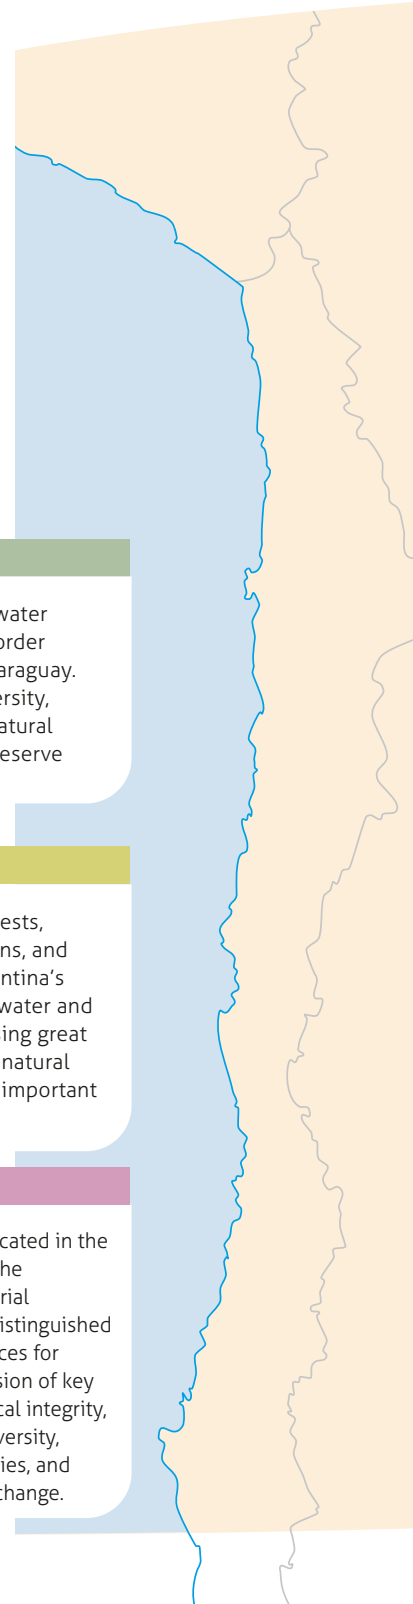 water
order
araguay.
ersity,
atural
eserve
ests,
ns, and
ntina's
water and
sing great
natural
important
cated in the
he
rial
istinguished
ces for
sion of key
cal integrity,
versity,
ies, and
change.